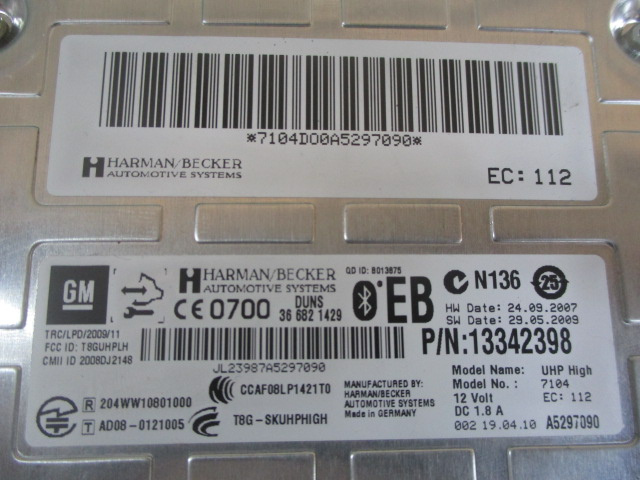 *7104DO0A5297090*
HARMAN/BECKER
AUTOMOTIVE SYSTEMS
EC: 112
GM
HARMAN/BECKER
AUTOMOTIVE SYSTEMS
QD ID: B013875
CE 0700
DUNS
36 682 1429
EB
N136
25
HW Date: 24.09.2007
SW Date: 29.05.2009
P/N:13342398
TRC/LPD/2009/11
FCC ID: T8GUHPLH
CMII ID 2008DJ2148
JL23987A5297090
R 204WW10801000
T AD08-0121005
CCAF08LP1421T0
T8G-SKUHPHIGH
MANUFACTURED BY:
HARMAN/BECKER
AUTOMOTIVE SYSTEMS
Made in GERMANY
Model Name: UHP High
Model No.: 7104
12 Volt EC: 112
DC 1.8 A
002 19.04.10 A5297090